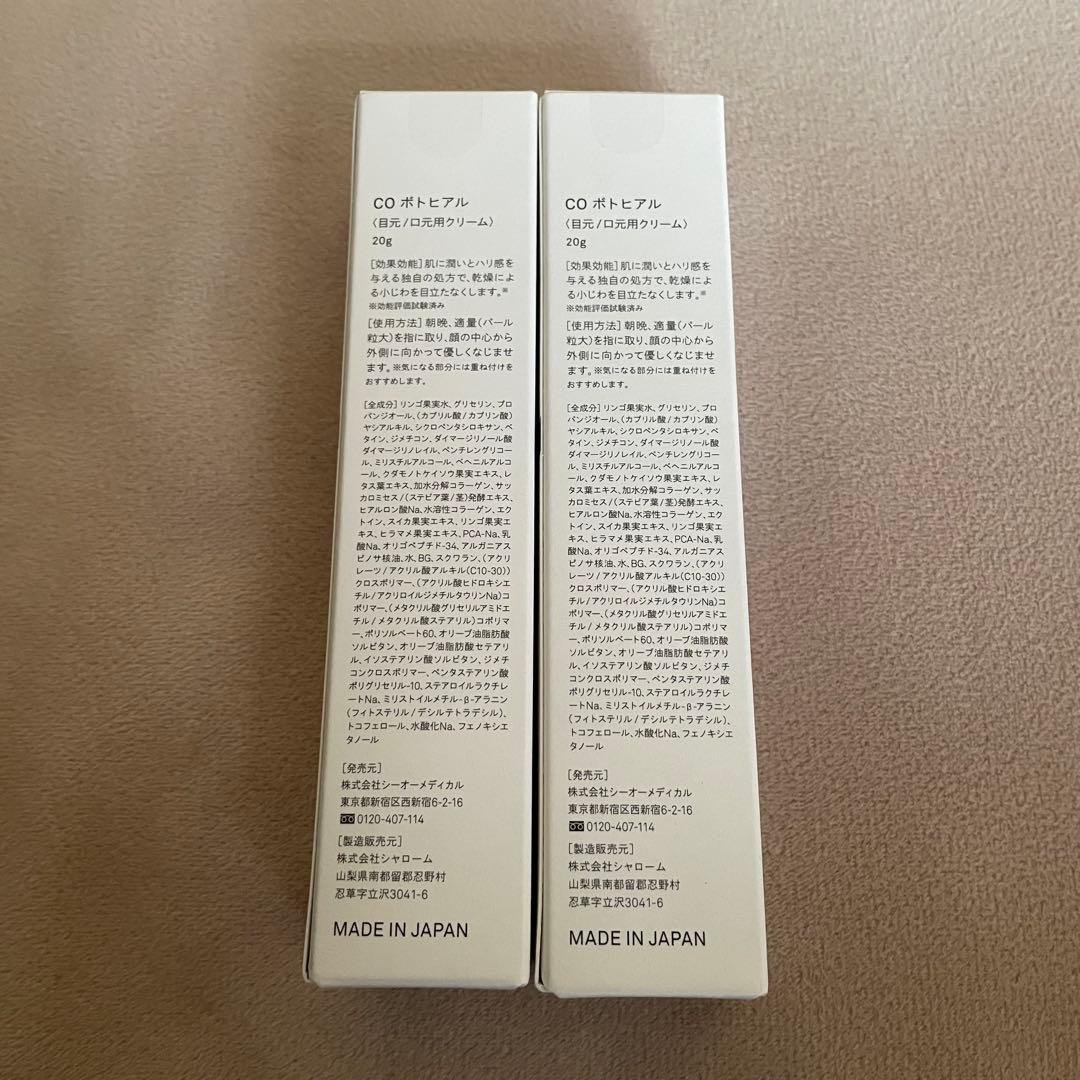 CO ボトヒアル
〈目元/口元用クリーム〉
20g
[効果効能] 肌に潤いとハリ感を
与える独自の処方で、乾燥によ
る小じわを目立たなくします。※
※効能評価試験済み
[使用方法] 朝晩、適量(パール
粒大)を指に取り、顔の中心から
外側に向かって優しくなじませ
ます。※気になる部分には重ね付けを
おすすめします。
[全成分] リンゴ果実水、グリセリン、プロ
パンジオール、(カプリル酸/カプリン酸)
ヤシアルキル、シクロペンタシロキサン、ベ
タイン、ジメチコン、ダイマージリノール酸
ダイマージリノレイル、ペンチレングリコー
ル、ミリスチルアルコール、ベヘニルアルコ
ール、クダモノトケイソウ果実エキス、レ
タス葉エキス、加水分解コラーゲン、サッ
カロミセス/(ステビア葉/茎)発酵エキス、
ヒアルロン酸Na、水溶性コラーゲン、エク
トイン、スイカ果実エキス、リンゴ果実エ
キス、ヒラマメ果実エキス、PCA-Na、乳
酸Na、オリゴペプチド-34、アルガニアス
ピノサ核油、水、BG、スクワラン、(アクリ
レーツ/アクリル酸アルキル(C10-30))
クロスポリマー、(アクリル酸ヒドロキシエ
チル/アクリロイルジメチルタウリンNa)コ
ポリマー、(メタクリル酸グリセリルアミドエ
チル/メタクリル酸ステアリル)コポリマ
ー、ポリソルベート60、オリーブ油脂肪酸
ソルビタン、オリーブ油脂肪酸セテアリ
ル、イソステアリン酸ソルビタン、ジメチ
コンクロスポリマー、ペンタステアリン酸
ポリグリセリル-10、ステアロイルラクチレ
ートNa、ミリストイルメチル-β-アラニン
(フィトステリル/デシルテトラデシル)、
トコフェロール、水酸化Na、フェノキシエ
タノール
[発売元]
株式会社シーオーメディカル
東京都新宿区西新宿6-2-16
0120-407-114
[製造販売元]
株式会社シャローム
山梨県南都留郡忍野村
忍草字立沢3041-6
MADE IN JAPAN
CO ボトヒアル
〈目元/口元用クリーム〉
20g
[効果効能] 肌に潤いとハリ感を
与える独自の処方で、乾燥によ
る小じわを目立たなくします。※
※効能評価試験済み
[使用方法] 朝晩、適量(パール
粒大)を指に取り、顔の中心から
外側に向かって優しくなじませ
ます。※気になる部分には重ね付けを
おすすめします。
[全成分] リンゴ果実水、グリセリン、プロ
パンジオール、(カプリル酸/カプリン酸)
ヤシアルキル、シクロペンタシロキサン、ベ
タイン、ジメチコン、ダイマージリノール酸
ダイマージリノレイル、ペンチレングリコー
ル、ミリスチルアルコール、ベヘニルアルコ
ール、クダモノトケイソウ果実エキス、レ
タス葉エキス、加水分解コラーゲン、サッ
カロミセス/(ステビア葉/茎)発酵エキス、
ヒアルロン酸Na、水溶性コラーゲン、エク
トイン、スイカ果実エキス、リンゴ果実エ
キス、ヒラマメ果実エキス、PCA-Na、乳
酸Na、オリゴペプチド-34、アルガニアス
ピノサ核油、水、BG、スクワラン、(アクリ
レーツ/アクリル酸アルキル(C10-30))
クロスポリマー、(アクリル酸ヒドロキシエ
チル/アクリロイルジメチルタウリンNa)コ
ポリマー、(メタクリル酸グリセリルアミドエ
チル/メタクリル酸ステアリル)コポリマ
ー、ポリソルベート60、オリーブ油脂肪酸
ソルビタン、オリーブ油脂肪酸セテアリ
ル、イソステアリン酸ソルビタン、ジメチ
コンクロスポリマー、ペンタステアリン酸
ポリグリセリル-10、ステアロイルラクチレ
ートNa、ミリストイルメチル-β-アラニン
(フィトステリル/デシルテトラデシル)、
トコフェロール、水酸化Na、フェノキシエ
タノール
[発売元]
株式会社シーオーメディカル
東京都新宿区西新宿6-2-16
0120-407-114
[製造販売元]
株式会社シャローム
山梨県南都留郡忍野村
忍草字立沢3041-6
MADE IN JAPAN